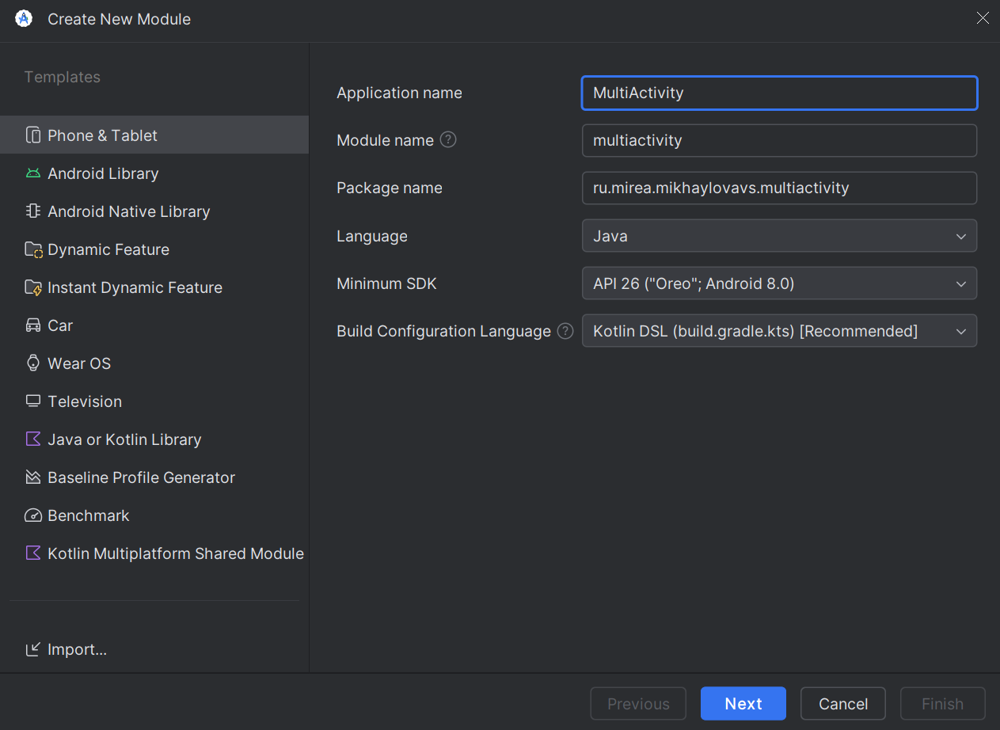 Create New Module
Templates
Phone & Tablet
Android Library
Android Native Library
Dynamic Feature
Instant Dynamic Feature
Car
Wear OS
Television
Java or Kotlin Library
Baseline Profile Generator
Benchmark
Kotlin Multiplatform Shared Module
Import...
Application name MultiActivity
Module name ? multiactivity
Package name ru.mirea.mikhaylovavs.multiactivity
Language Java
Minimum SDK API 26 ("Oreo"; Android 8.0)
Build Configuration Language ? Kotlin DSL (build.gradle.kts) [Recommended]
Previous Next Cancel Finish